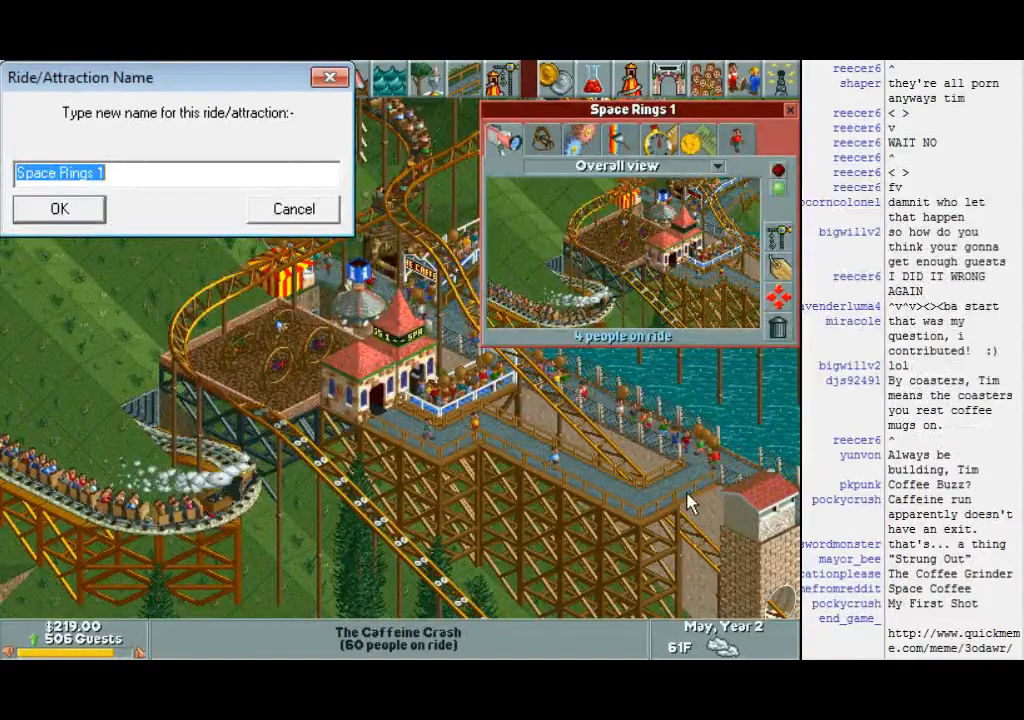 Ride/Attraction Name
Type new name for this ride/attraction:-
Space Rings 1
OK
Cancel
Space Rings 1
Overall view
4 people on ride
$219.00
506 Guests
The Caffeine Crash
(60 people on ride)
May, Year 2
61F
reecer6 ^
shaper they're all porn
anyways tim
reecer6 < >
reecer6 v
reecer6 WAIT NO
reecer6 ^
reecer6 < >
reecer6 fv
corncolonel damnit who let
that happen
bigwillv2 so how do you
think your gonna
get enough guests
reecer6 I DID IT WRONG
AGAIN
avenderluma4 ^v^v><><ba start
miracole that was my
question, i
contributed! :)
bigwillv2 lol
djs92491 By coasters, Tim
means the coasters
you rest coffee
mugs on.
reecer6 ^
yunvon Always be
building, Tim
pkpunk Coffee Buzz?
pockycrush Caffeine run
apparently doesn't
have an exit.
swordmonster that's... a thing
mayor_bee "Strung Out"
cationplease The Coffee Grinder
mefromreddit Space Coffee
pockycrush My First Shot
end_game_
http://www.quickmem
e.com/meme/3odawr/